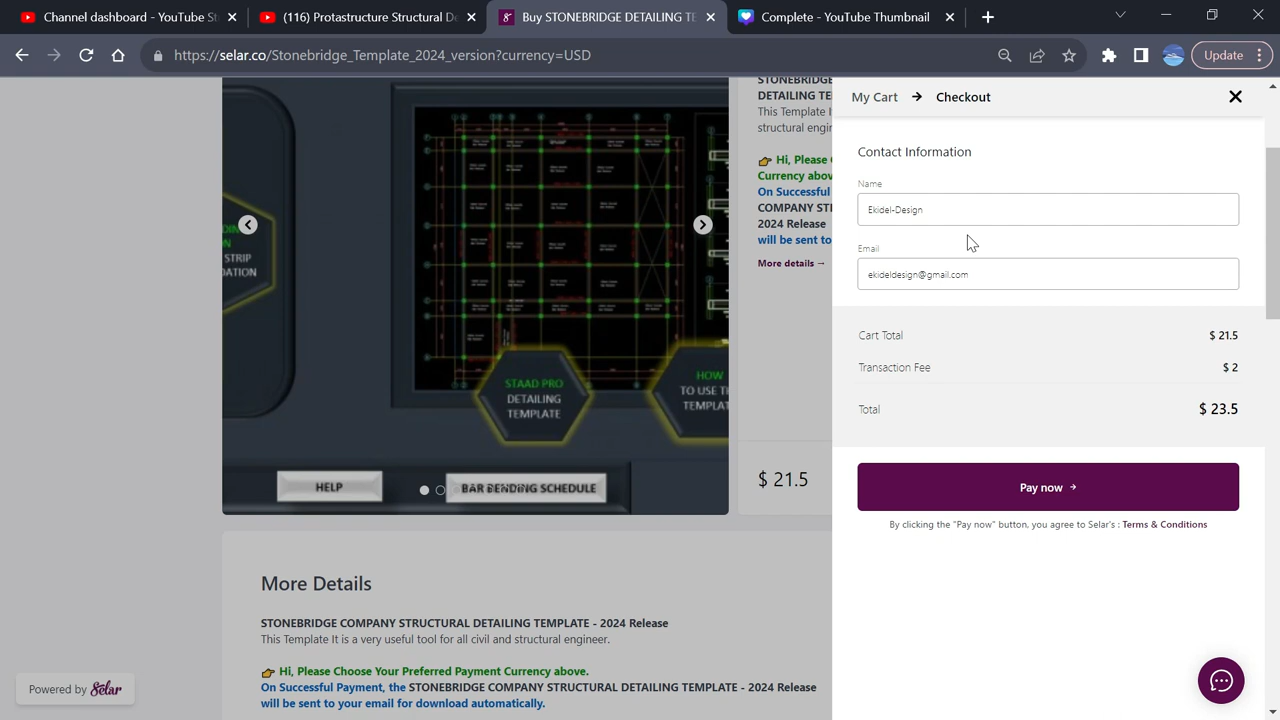 Channel dashboard - YouTube St
(116) Protastructure Structural De
Buy STONEBRIDGE DETAILING TE
Complete - YouTube Thumbnail
https://selar.co/Stonebridge_Template_2024_version?currency=USD
Update
STRIP
DATION
STAAD PRO
DETAILING
TEMPLATE
HOW
TO USE TH
TEMPLAT
HELP
BAR BENDING SCHEDULE
DETAILING TE
This Template I
structural engin
👉 Hi, Please C
Currency abov
On Successful
COMPANY STR
2024 Release
will be sent to
More details →
$ 21.5
More Details
STONEBRIDGE COMPANY STRUCTURAL DETAILING TEMPLATE - 2024 Release
This Template It is a very useful tool for all civil and structural engineer.
👉 Hi, Please Choose Your Preferred Payment Currency above.
On Successful Payment, the STONEBRIDGE COMPANY STRUCTURAL DETAILING TEMPLATE - 2024 Release
will be sent to your email for download automatically.
Powered by Selar
My Cart → Checkout
Contact Information
Name
Ekidel-Design
Email
ekideldesign@gmail.com
Cart Total $ 21.5
Transaction Fee $ 2
Total $ 23.5
Pay now →
By clicking the "Pay now" button, you agree to Selar's : Terms & Conditions